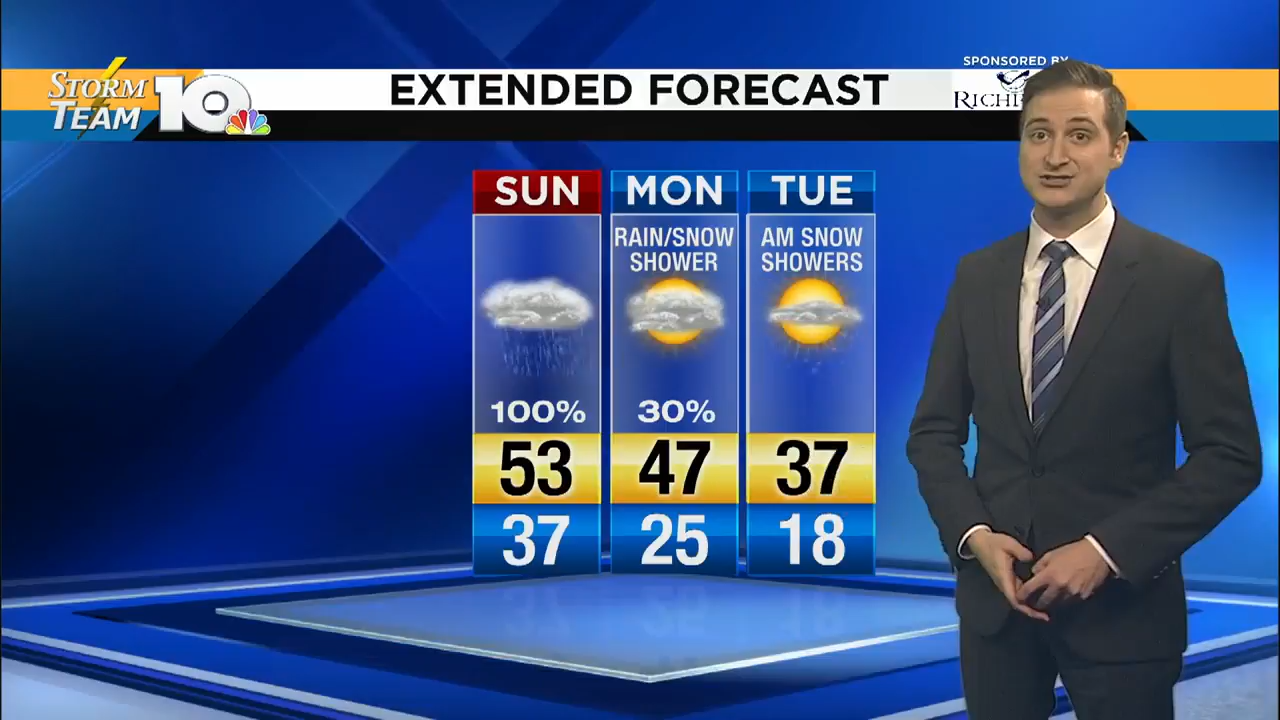 STORM
TEAM 10
EXTENDED FORECAST
SPONSORED BY
SUN
MON
TUE
RAIN/SNOW
SHOWER
AM SNOW
SHOWERS
100%
30%
53
47
37
37
25
18